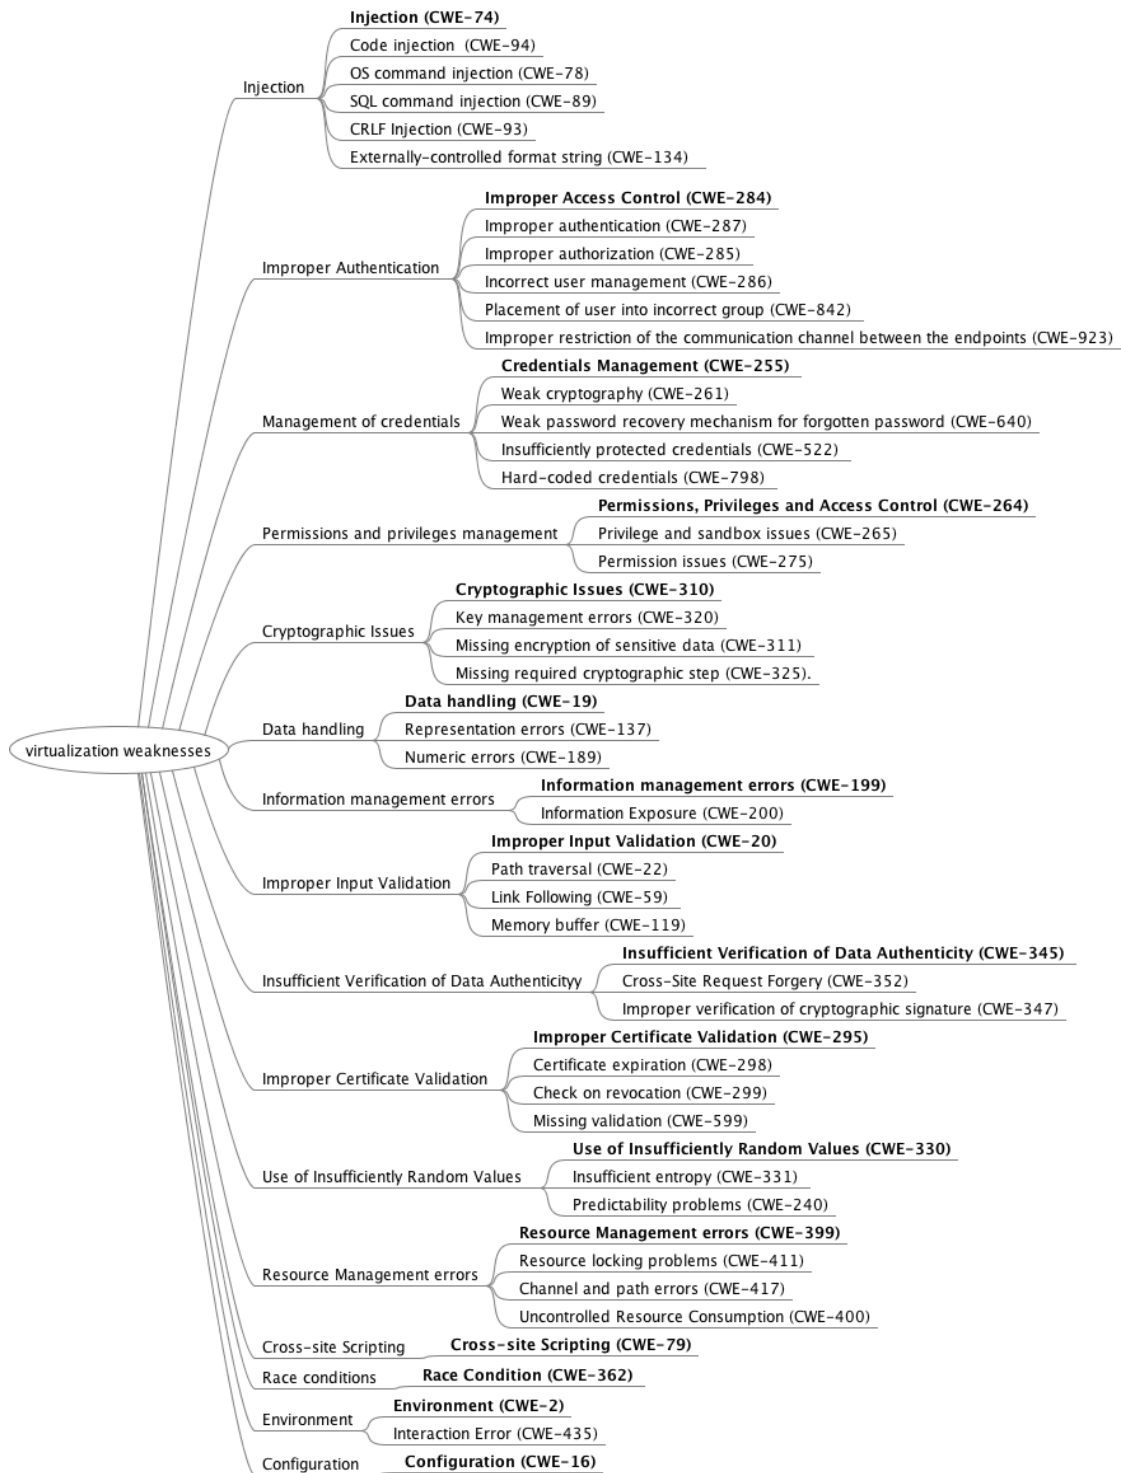 Injection (CWE-74)
Code injection  (CWE-94)
OS command injection (CWE-78)
Injection
SQL command injection (CWE-89)
CRLF Injection (CWE-93)
Externally-controlled format string (CWE-134)
Improper Access Control (CWE-284)
Improper authentication (CWE-287)
Improper authorization (CWE-285)
Improper Authentication
Incorrect user management (CWE-286)
Placement of user into incorrect group (CWE-842)
Improper restriction of the communication channel between the endpoints (CWE-923)
Credentials Management (CWE-255)
Weak cryptography (CWE-261)
Management of credentials
Weak password recovery mechanism for forgotten password (CWE-640)
Insufficiently protected credentials (CWE-522)
Hard-coded credentials (CWE-798)
Permissions, Privileges and Access Control (CWE-264)
Permissions and privileges management
Privilege and sandbox issues (CWE-265)
Permission issues (CWE-275)
Cryptographic Issues (CWE-310)
Key management errors (CWE-320)
Cryptographic Issues
Missing encryption of sensitive data (CWE-311)
Missing required cryptographic step (CWE-325).
Data handling (CWE-19)
Data handling
Representation errors (CWE-137)
virtualization weaknesses
Numeric errors (CWE-189)
Information management errors (CWE-199)
Information management errors
Information Exposure (CWE-200)
Improper Input Validation (CWE-20)
Path traversal (CWE-22)
Improper Input Validation
Link Following (CWE-59)
Memory buffer (CWE-119)
Insufficient Verification of Data Authenticity (CWE-345)
Insufficient Verification of Data Authenticityy
Cross-Site Request Forgery (CWE-352)
Improper verification of cryptographic signature (CWE-347)
Improper Certificate Validation (CWE-295)
Certificate expiration (CWE-298)
Improper Certificate Validation
Check on revocation (CWE-299)
Missing validation (CWE-599)
Use of Insufficiently Random Values (CWE-330)
Use of Insufficiently Random Values
Insufficient entropy (CWE-331)
Predictability problems (CWE-240)
Resource Management errors (CWE-399)
Resource locking problems (CWE-411)
Resource Management errors
Channel and path errors (CWE-417)
Uncontrolled Resource Consumption (CWE-400)
Cross-site Scripting
Cross-site Scripting (CWE-79)
Race conditions
Race Condition (CWE-362)
Environment (CWE-2)
Environment
Interaction Error (CWE-435)
Configuration
Configuration (CWE-16)